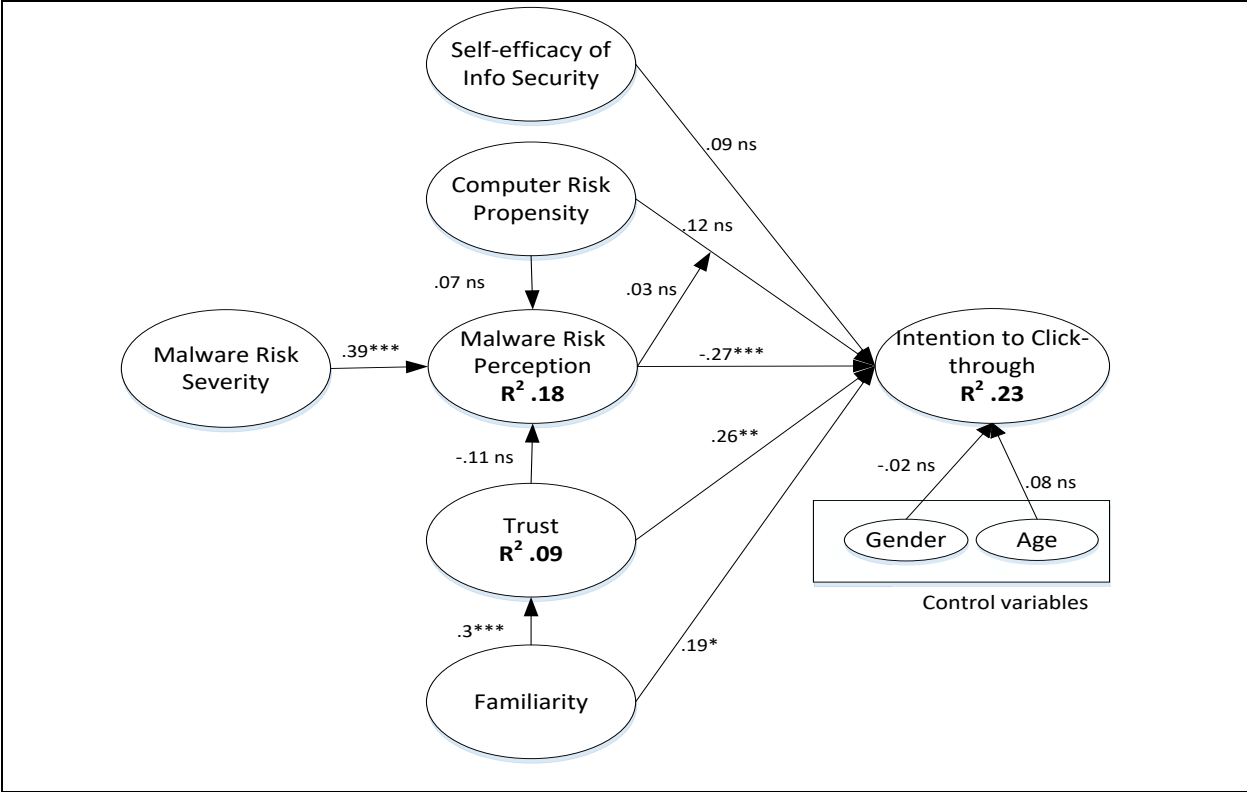 Self-efficacy of
Info Security
.09 ns
Computer Risk
Propensity
.12 ns
.07 ns
.03 ns
Malware Risk
Severity
.39***
Malware Risk
Perception
R² .18
-.27***
Intention to Click-
through
R² .23
-.11 ns
.26**
-.02 ns
.08 ns
Trust
R² .09
Gender
Age
Control variables
.3***
.19*
Familiarity